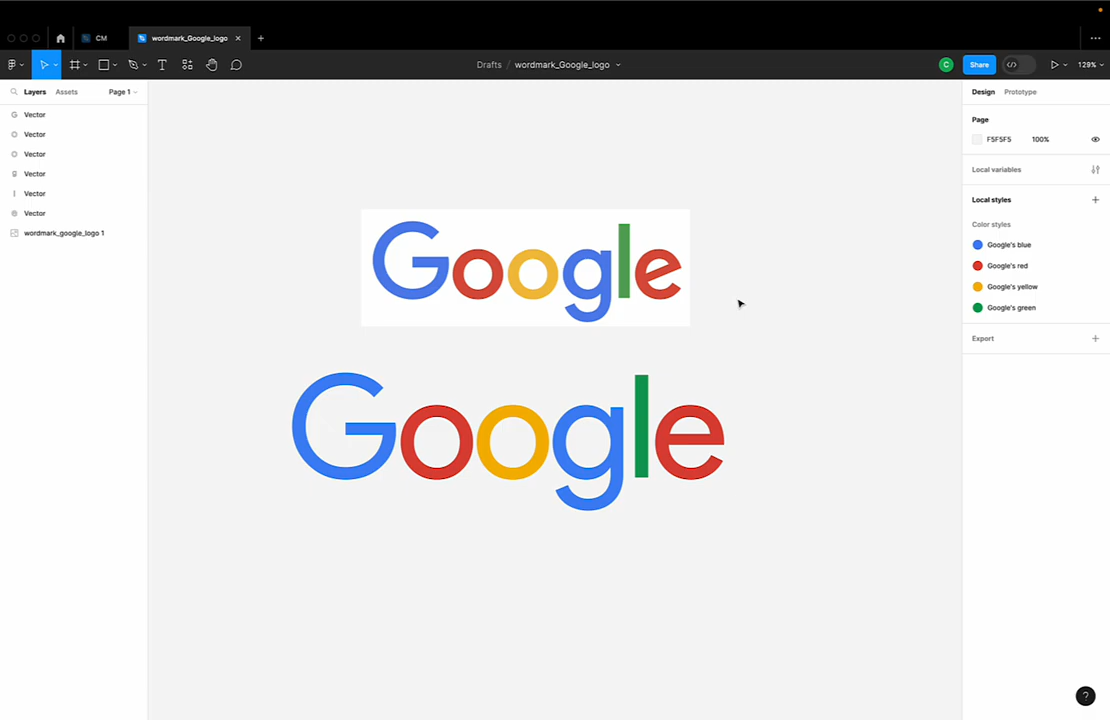 CM
wordmark_Google_logo
Drafts / wordmark_Google_logo
C
Share
129%
Layers
Assets
Page 1
Design
Prototype
Vector
Vector
Vector
Vector
Vector
Vector
wordmark_google_logo 1
Google
Google
Page
F5F5F5 100%
Local variables
Local styles
Color styles
Google's blue
Google's red
Google's yellow
Google's green
Export
?